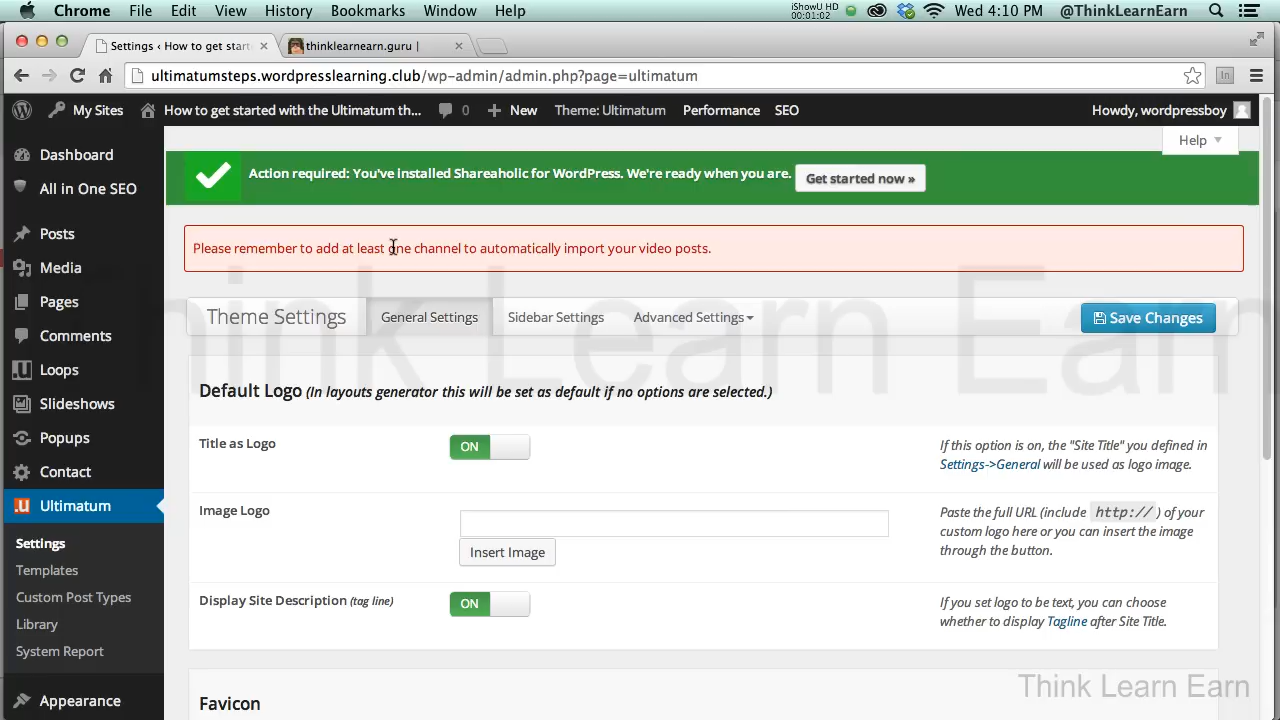 Chrome File Edit View History Bookmarks Window Help iShowU HD 00:01:02 Wed 4:10 PM @ThinkLearnEarn
Settings ‹ How to get start thinklearnearn.guru |
ultimatumsteps.wordpresslearning.club/wp-admin/admin.php?page=ultimatum In
My Sites How to get started with the Ultimatum th... 0 New Theme: Ultimatum Performance SEO Howdy, wordpressboy
Help
Dashboard
All in One SEO
Posts
Media
Pages
Comments
Loops
Slideshows
Popups
Contact
Ultimatum
Settings
Templates
Custom Post Types
Library
System Report
Appearance
Action required: You've installed Shareaholic for WordPress. We're ready when you are. Get started now »
Please remember to add at least one channel to automatically import your video posts.
Theme Settings General Settings Sidebar Settings Advanced Settings Save Changes
Think Learn Earn
Default Logo (In layouts generator this will be set as default if no options are selected.)
Title as Logo ON
If this option is on, the "Site Title" you defined in
Settings->General will be used as logo image.
Image Logo
Insert Image
Paste the full URL (include http:// ) of your
custom logo here or you can insert the image
through the button.
Display Site Description (tag line) ON
If you set logo to be text, you can choose
whether to display Tagline after Site Title.
Favicon
Think Learn Earn